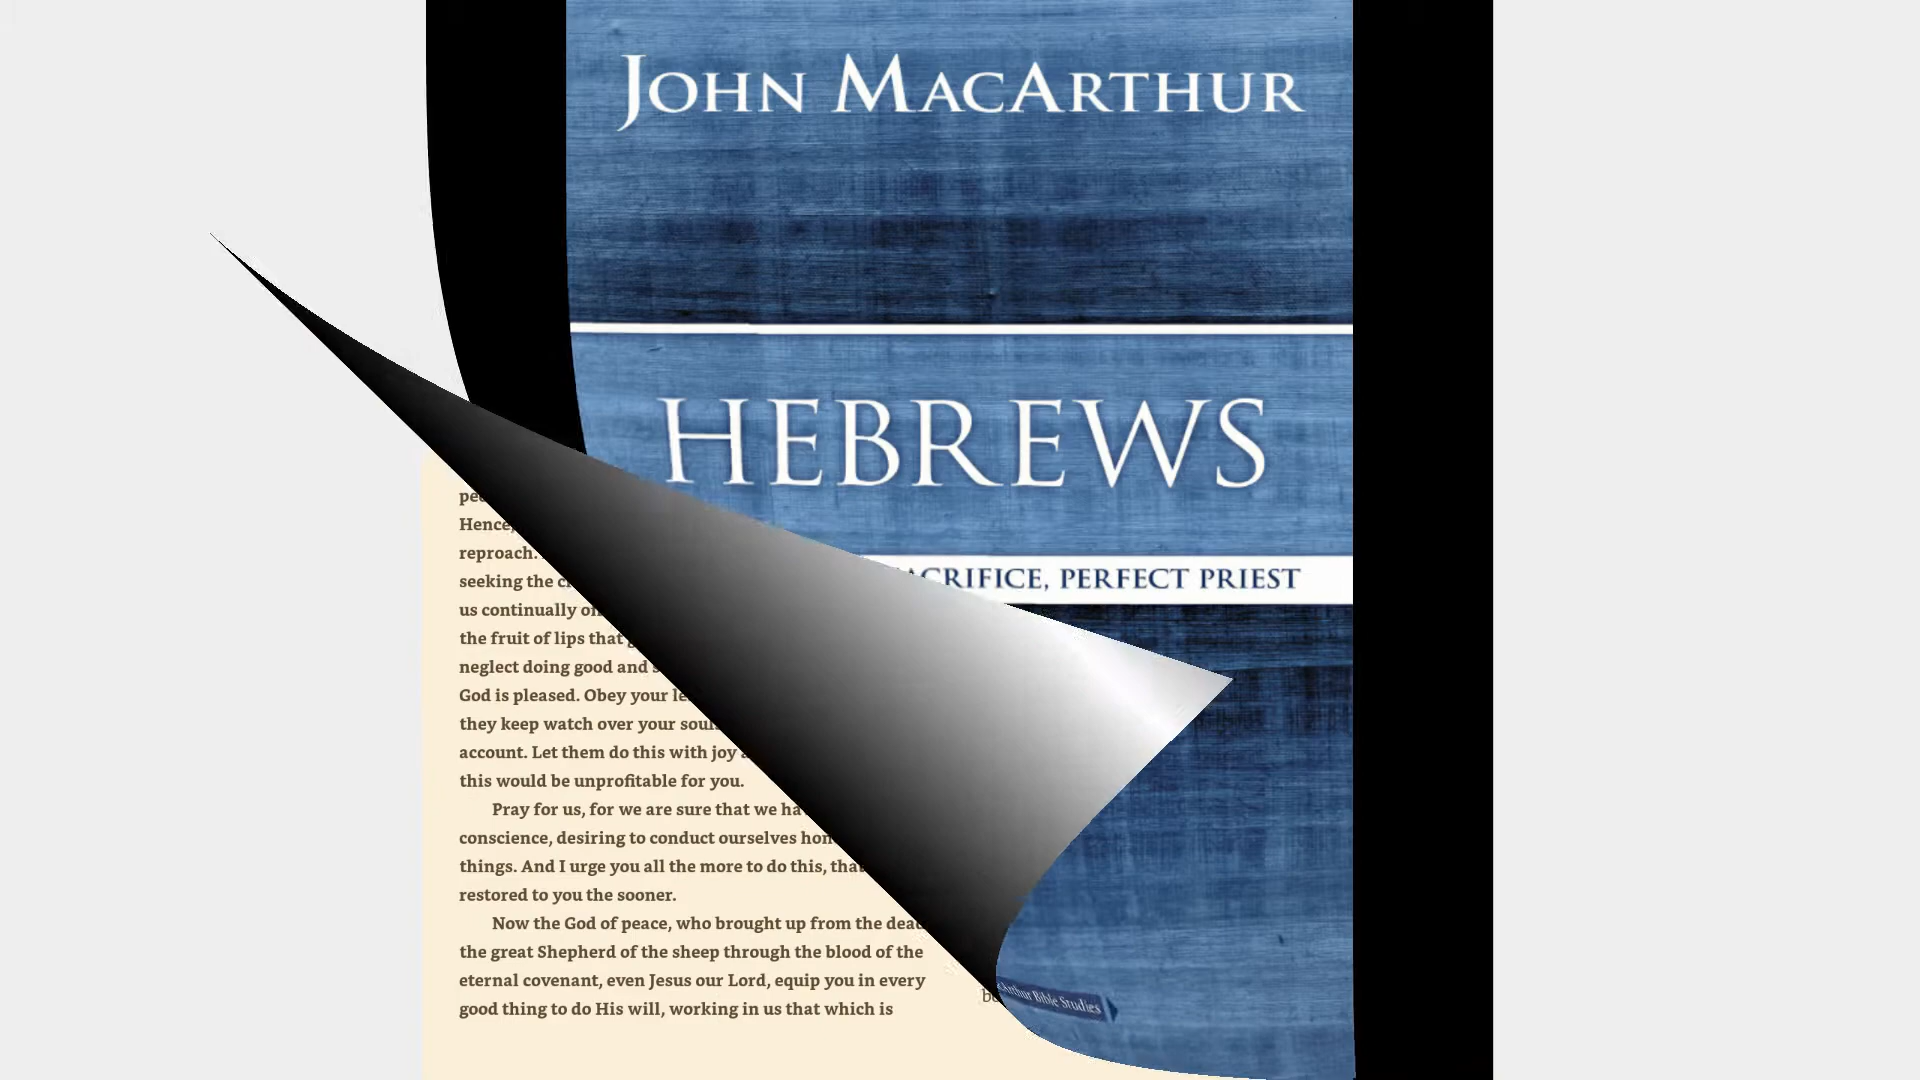 JOHN MACARTHUR
HEBREWS
SACRIFICE, PERFECT PRIEST
Hence,
reproach.
seeking the
us continually
the fruit of lips that
neglect doing good and
God is pleased. Obey your
they keep watch over your
account. Let them do this with joy
this would be unprofitable for you.
Pray for us, for we are sure that we
conscience, desiring to conduct ourselves
things. And I urge you all the more to do this,
restored to you the sooner.
Now the God of peace, who brought up from the dead
the great Shepherd of the sheep through the blood of the
eternal covenant, even Jesus our Lord, equip you in every
good thing to do His will, working in us that which is
Arthur Bible Studies